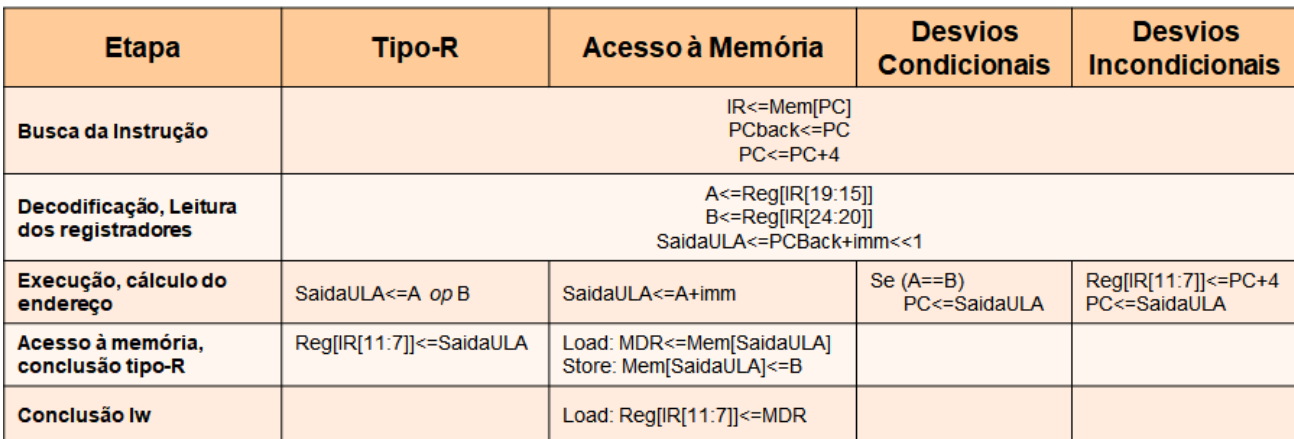 Etapa
Tipo-R
Acesso à Memória
Desvios
Condicionais
Desvios
Incondicionais
Busca da Instrução
IR<=Mem[PC]
PCback<=PC
PC<=PC+4
Decodificação, Leitura
dos registradores
A<=Reg[IR[19:15]]
B<=Reg[IR[24:20]]
SaidaULA<=PCBack+imm<<1
Execução, cálculo do
endereço
SaidaULA<=A op B
SaidaULA<=A+imm
Se (A==B)
PC<=SaidaULA
Reg[IR[11:7]]<=PC+4
PC<=SaidaULA
Acesso à memória,
conclusão tipo-R
Reg[IR[11:7]]<=SaidaULA
Load: MDR<=Mem[SaidaULA]
Store: Mem[SaidaULA]<=B
Conclusão lw
Load: Reg[IR[11:7]]<=MDR